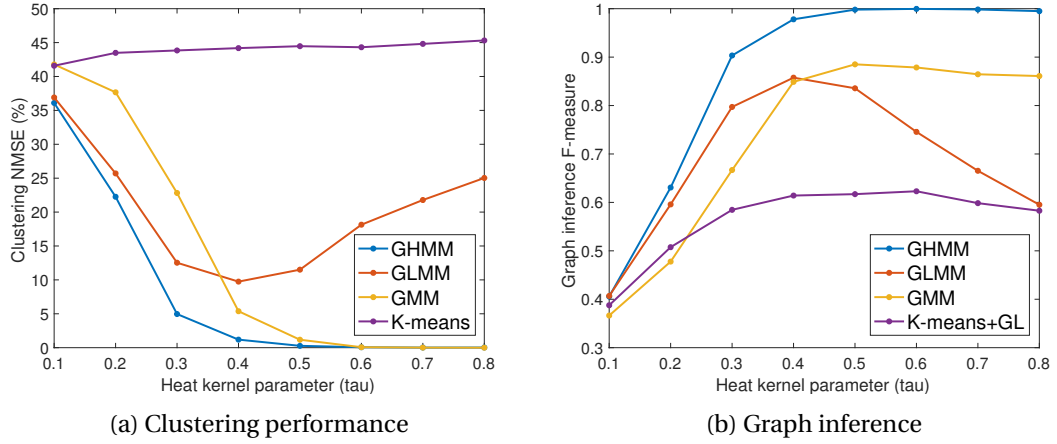 Clustering NMSE (%)
50
45
40
35
30
25
20
15
10
5
0
GHMM
GLMM
GMM
K-means
0.1 0.2 0.3 0.4 0.5 0.6 0.7 0.8
Heat kernel parameter (tau)
(a) Clustering performance
Graph inference F-measure
1
0.9
0.8
0.7
0.6
0.5
0.4
0.3
GHMM
GLMM
GMM
K-means+GL
0.1 0.2 0.3 0.4 0.5 0.6 0.7 0.8
Heat kernel parameter (tau)
(b) Graph inference